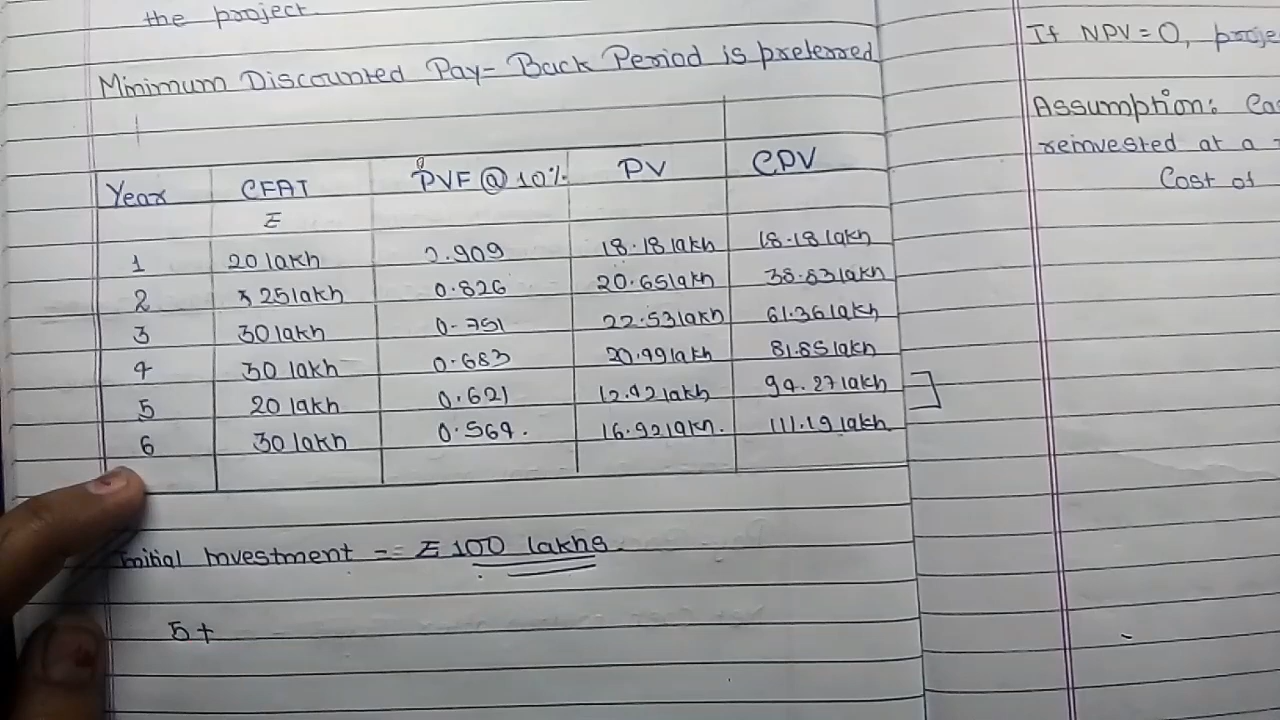 the project
Minimum Discounted Pay-Back Period is preferred
Year CFAT PVF @ 10% PV CPV
₹
1 20 lakh 0.909 18.18 lakh 18.18 lakh
2 ₹ 25 lakh 0.826 20.65 lakh 38.83 lakh
3 30 lakh 0.751 22.53 lakh 61.36 lakh
4 30 lakh 0.683 20.49 lakh 81.85 lakh
5 20 lakh 0.621 12.42 lakh 94.27 lakh
6 30 lakh 0.564. 16.92 lakh. 111.19 lakh
Initial Investment = ₹ 100 lakhs.
5 +
If NPV = 0, proje
Assumption: Ca
reinvested at a
Cost of